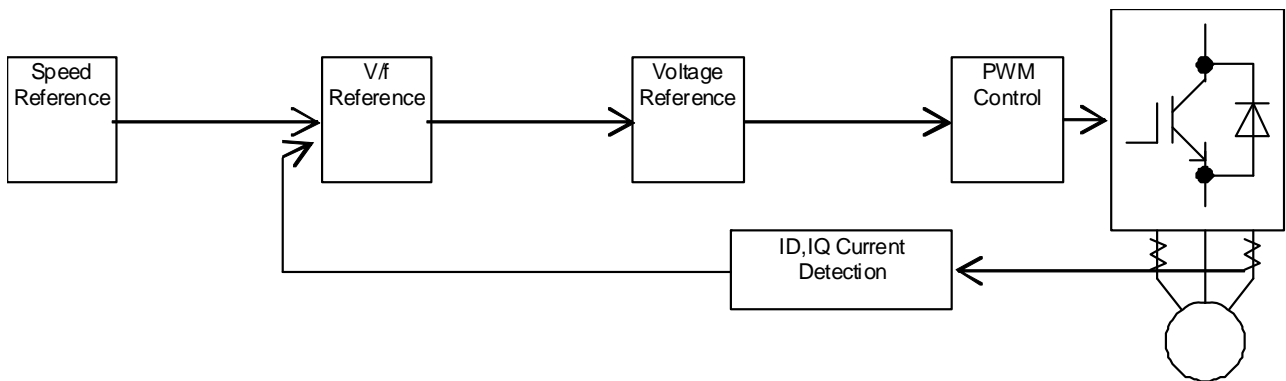 Speed
Reference
V/f
Reference
Voltage
Reference
PWM
Control
ID,IQ Current
Detection